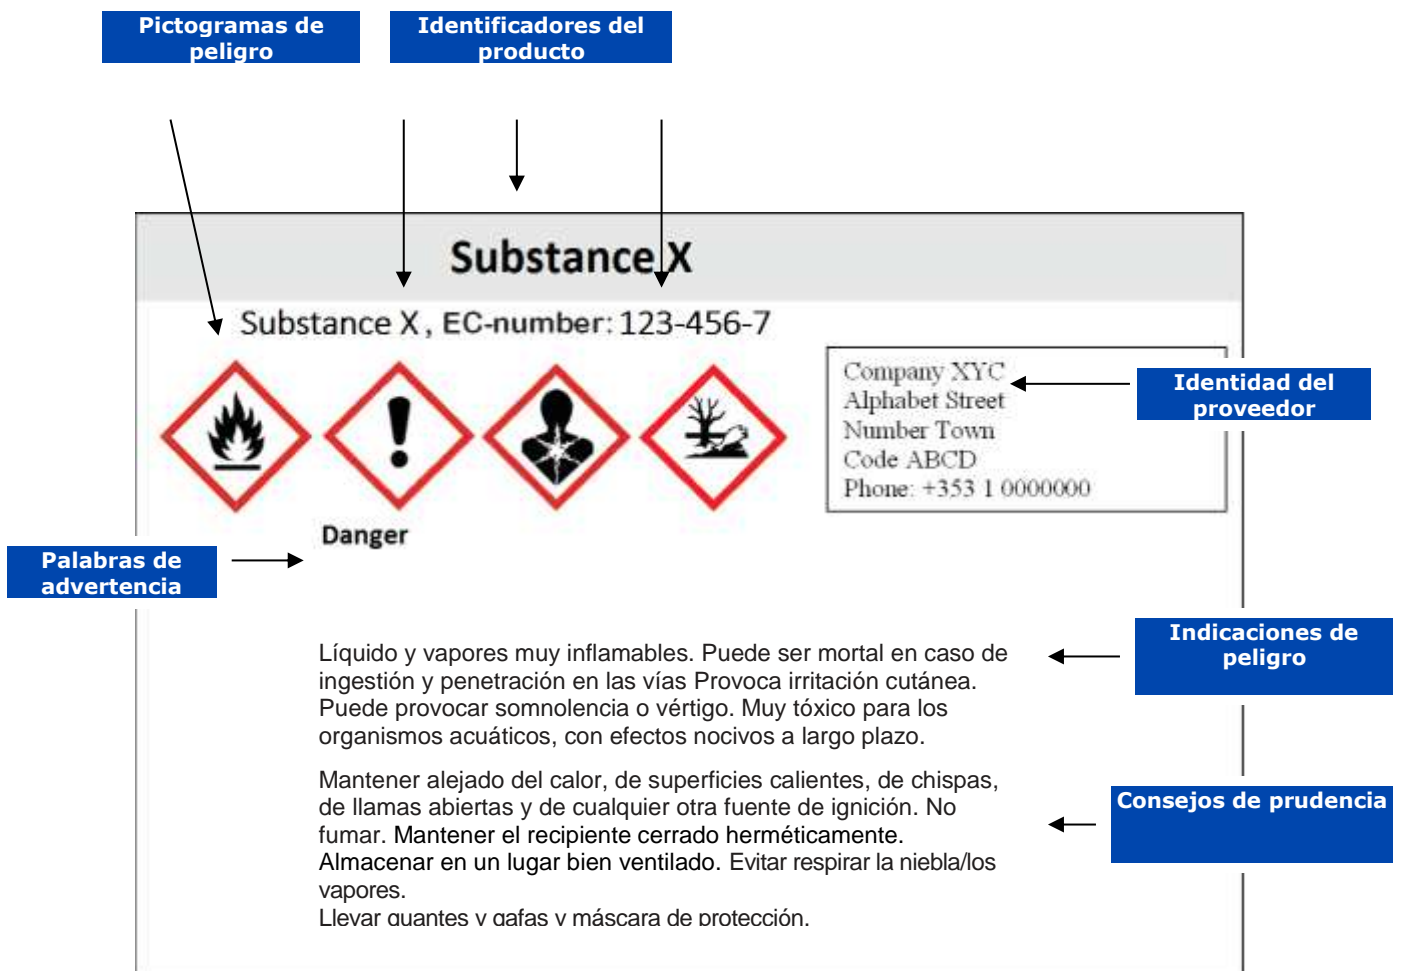 Pictogramas de
peligro
Identificadores del
producto
Substance X
Substance X, EC-number: 123-456-7
Company XYC
Alphabet Street
Number Town
Code ABCD
Phone: +353 1 0000000
Identidad del
proveedor
Danger
Palabras de
advertencia
Líquido y vapores muy inflamables. Puede ser mortal en caso de
ingestión y penetración en las vías Provoca irritación cutánea.
Puede provocar somnolencia o vértigo. Muy tóxico para los
organismos acuáticos, con efectos nocivos a largo plazo.
Indicaciones de
peligro
Mantener alejado del calor, de superficies calientes, de chispas,
de llamas abiertas y de cualquier otra fuente de ignición. No
fumar. Mantener el recipiente cerrado herméticamente.
Almacenar en un lugar bien ventilado. Evitar respirar la niebla/los
vapores.
Llevar guantes y gafas y máscara de protección.
Consejos de prudencia